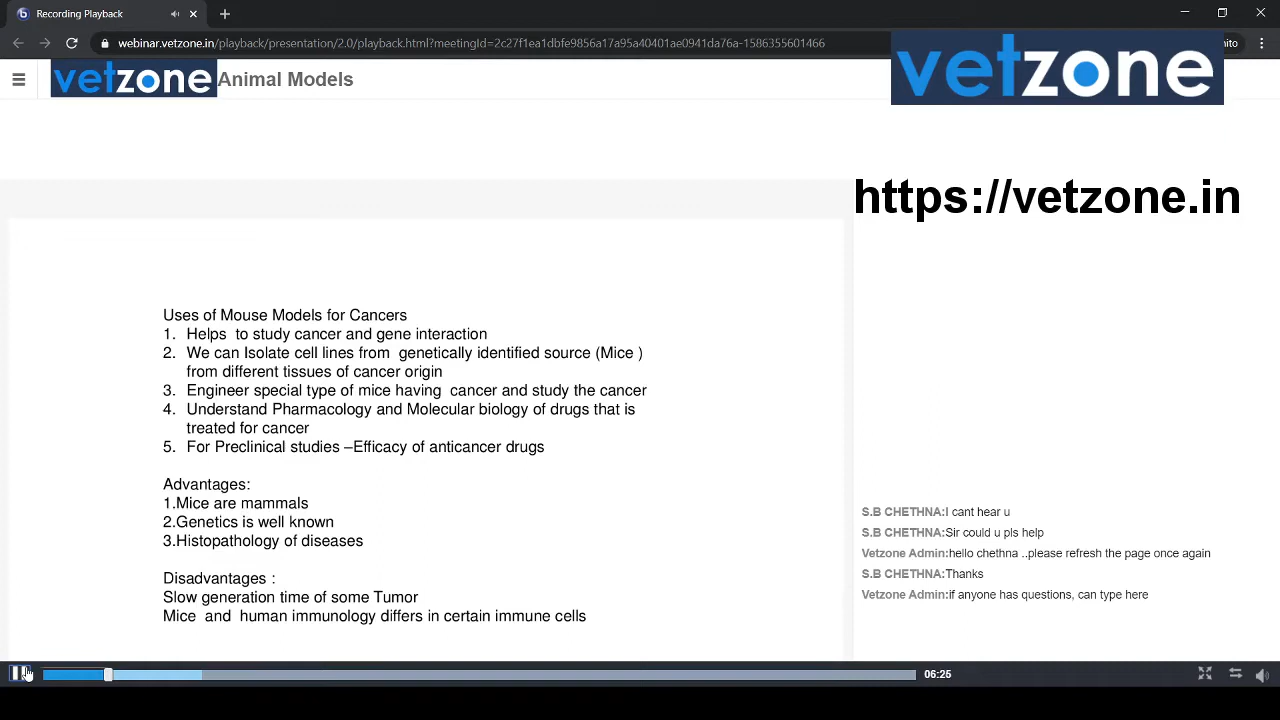 Recording Playback
webinar.vetzone.in/playback/presentation/2.0/playback.html?meetingId=2c27f1ea1dbfe9856a17a95a40401ae0941da76a-1586355601466
ito
vetzone
vetzone Animal Models
https://vetzone.in
Uses of Mouse Models for Cancers
1. Helps to study cancer and gene interaction
2. We can Isolate cell lines from genetically identified source (Mice )
from different tissues of cancer origin
3. Engineer special type of mice having cancer and study the cancer
4. Understand Pharmacology and Molecular biology of drugs that is
treated for cancer
5. For Preclinical studies –Efficacy of anticancer drugs
Advantages:
1.Mice are mammals
2.Genetics is well known
3.Histopathology of diseases
Disadvantages :
Slow generation time of some Tumor
Mice and human immunology differs in certain immune cells
S.B CHETHNA:I cant hear u
S.B CHETHNA:Sir could u pls help
Vetzone Admin:hello chethna ..please refresh the page once again
S.B CHETHNA:Thanks
Vetzone Admin:if anyone has questions, can type here
06:25